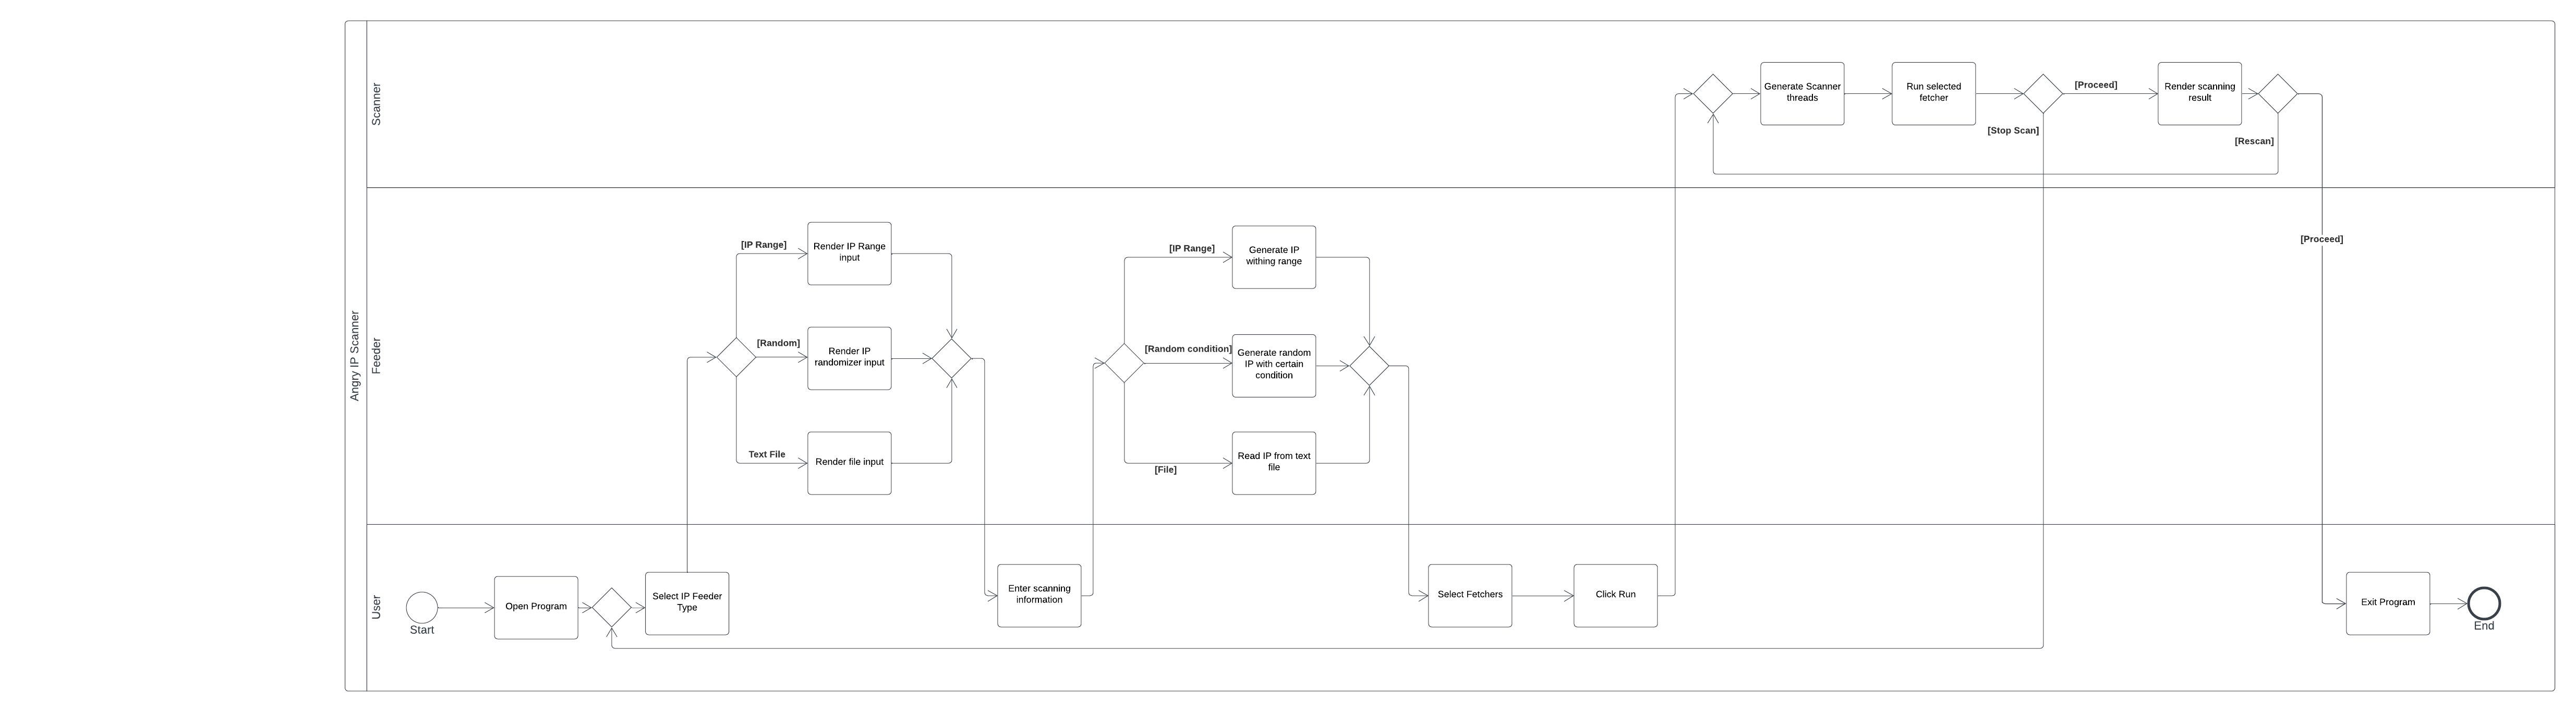 Angry IP Scanner
Scanner
Generate Scanner
threads
Run selected
fetcher
[Proceed]
[Stop Scan]
Render scanning
result
[Rescan]
[Proceed]
Feeder
[IP Range]
Render IP Range
input
[Random]
Render IP
randomizer input
Text File
Render file input
[IP Range]
Generate IP
withing range
[Random condition]
Generate random
IP with certain
condition
[File]
Read IP from text
file
User
Start
Open Program
Select IP Feeder
Type
Enter scanning
information
Select Fetchers
Click Run
Exit Program
End